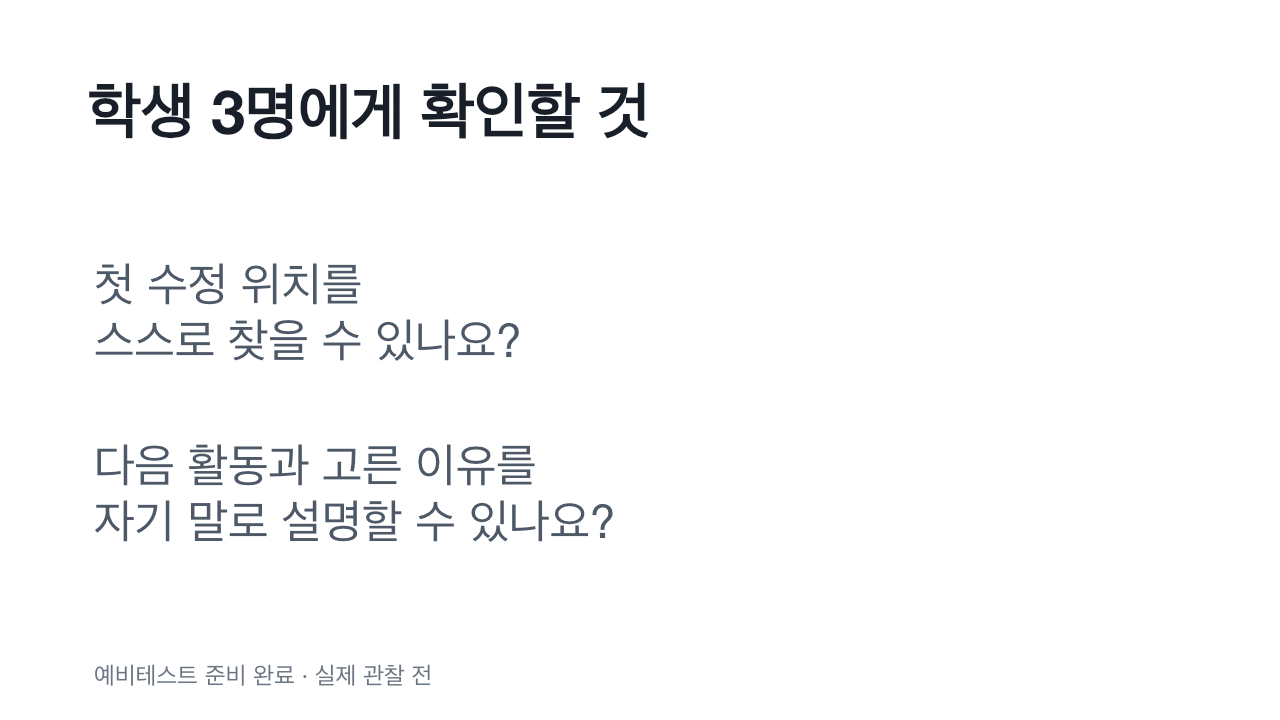 학생 3명에게 확인할 것
첫 수정 위치를
스스로 찾을 수 있나요?
다음 활동과 고른 이유를
자기 말로 설명할 수 있나요?
예비테스트 준비 완료 · 실제 관찰 전